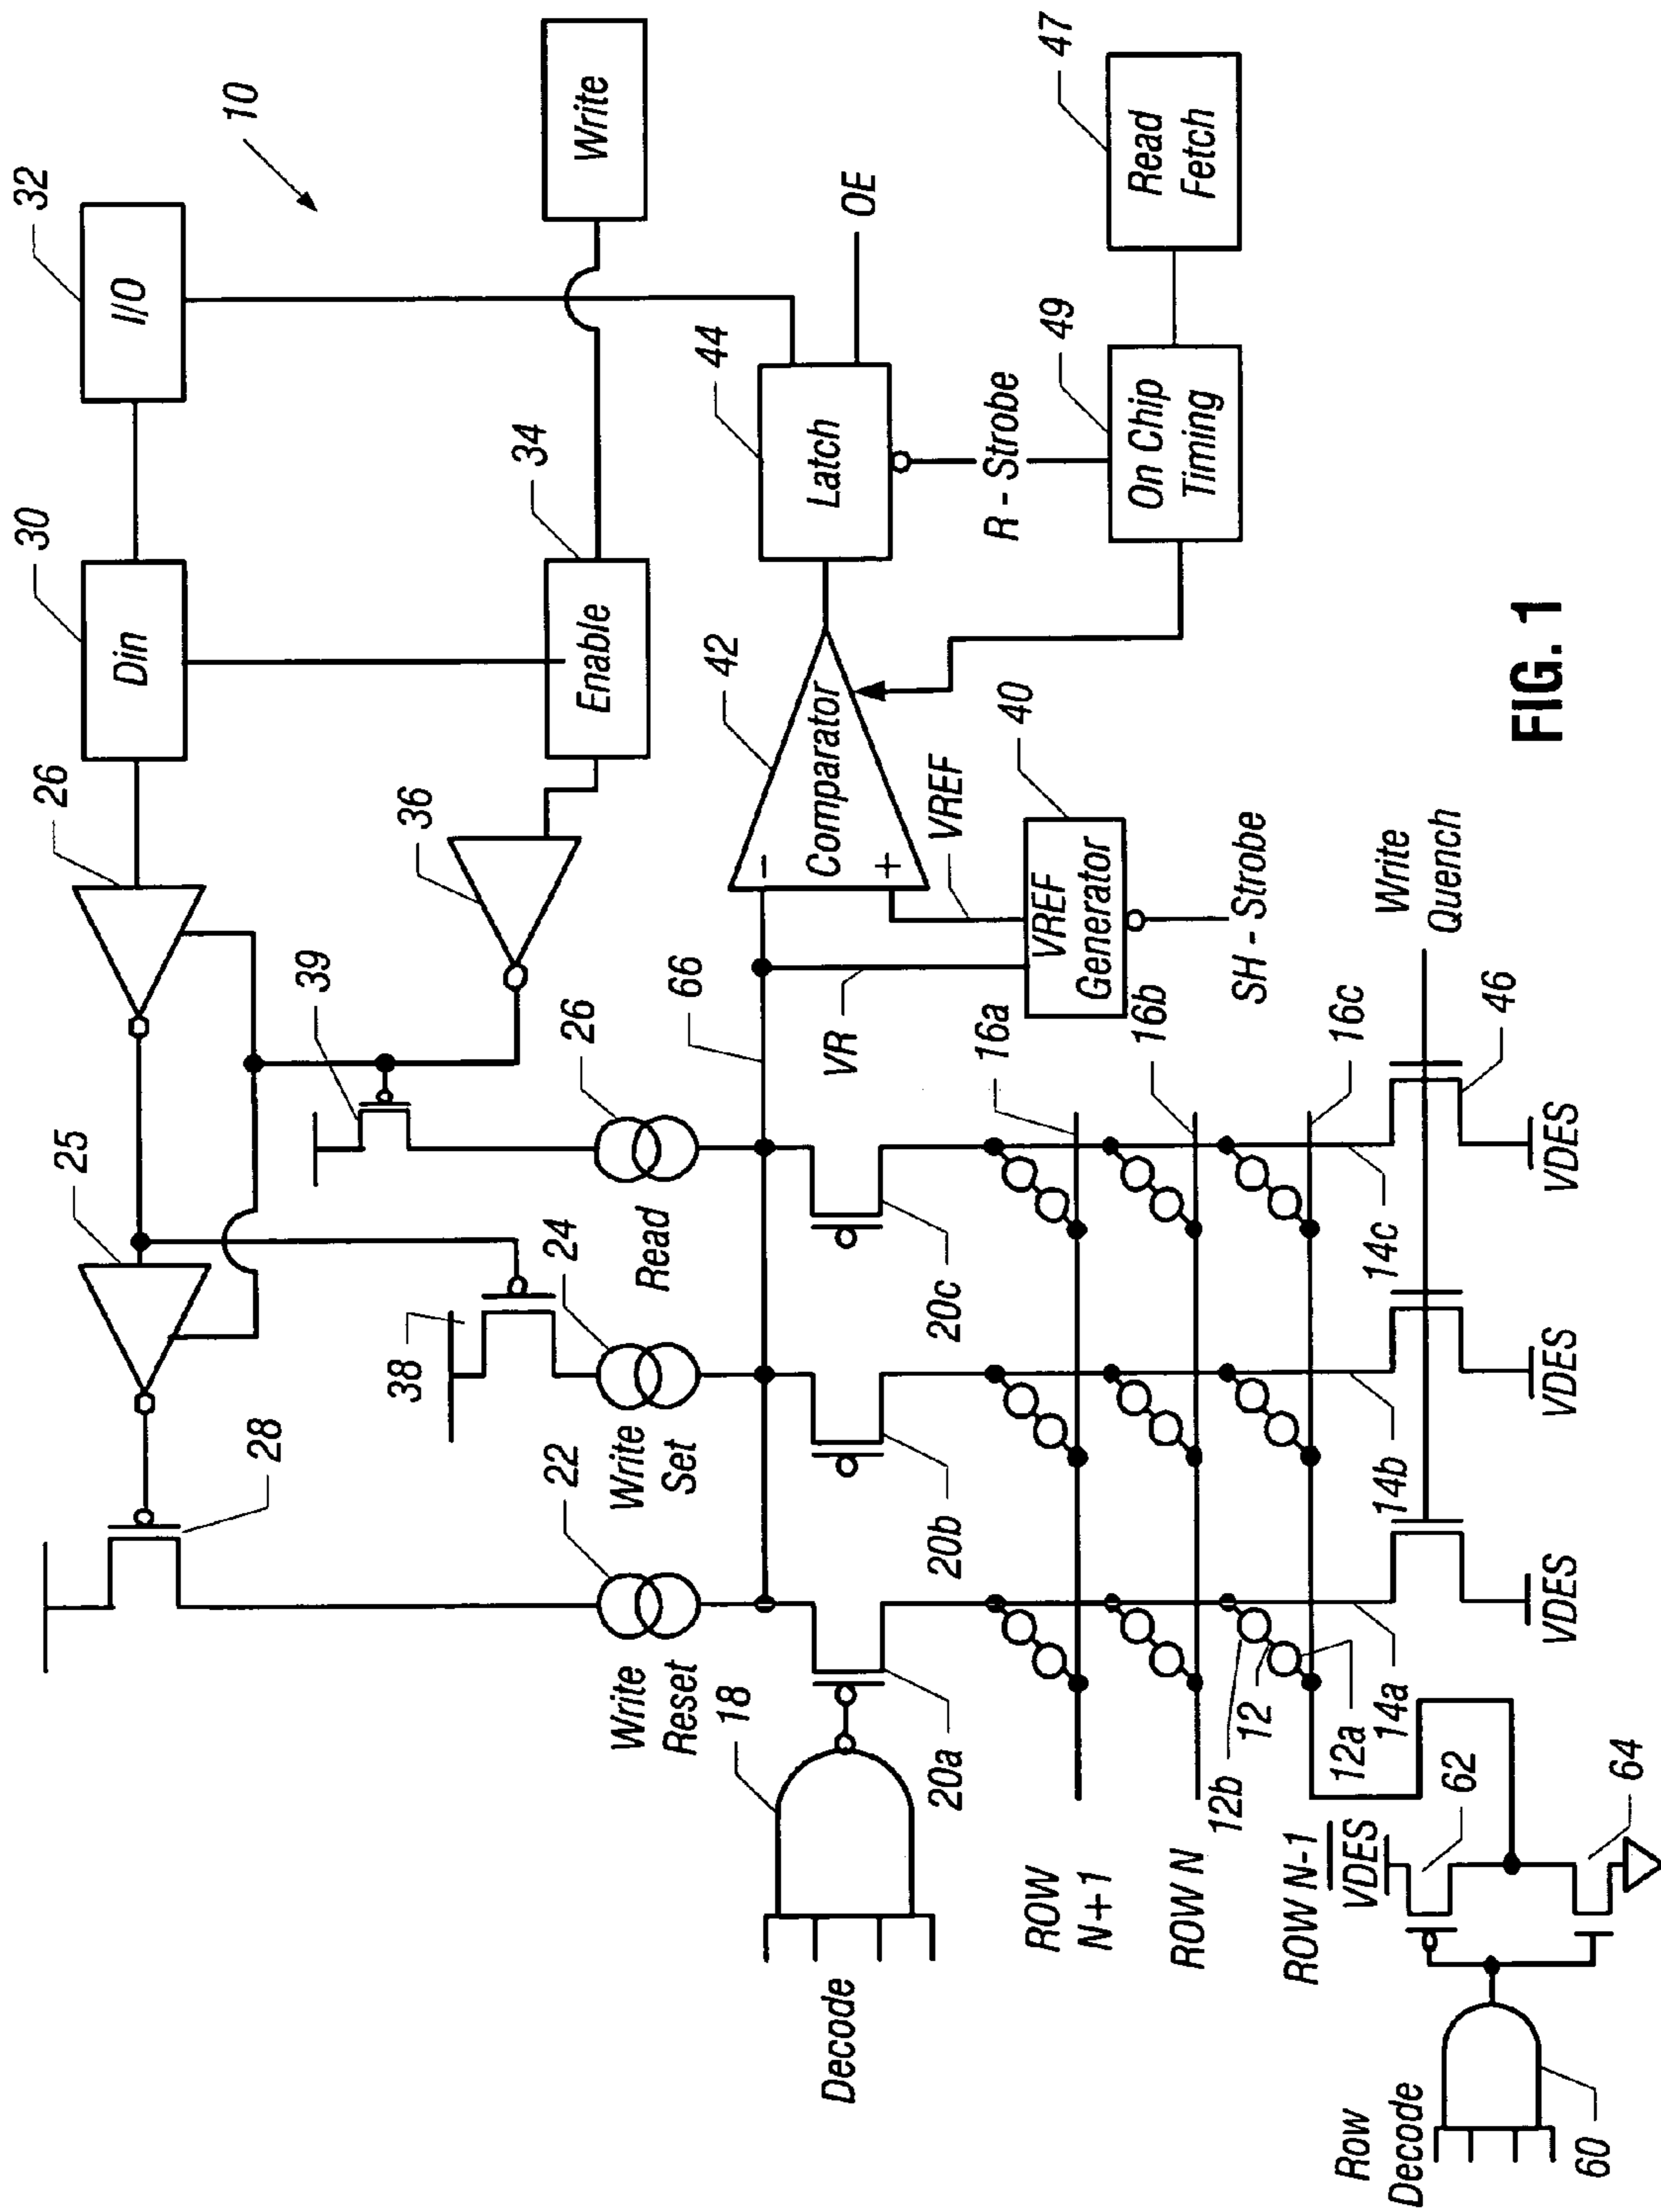 10
32
I/O
Write
30
Din
34
Enable
26
36
25
39
28
38
24
26
22
Write
Reset
Write
Set
Read
66
42
Comparator
-
+
44
Latch
OE
R - Strobe
47
Read
Fetch
49
On Chip
Timing
VREF
40
VREF
Generator
VR
SH - Strobe
18
Decode
20a
20b
20c
16a
16b
16c
ROW
N+1
ROW N
ROW N-1
12b
12
12a
14a
14b
14c
Write
Quench
46
VDES
VDES
VDES
VDES
62
64
Row
Decode
60
FIG. 1